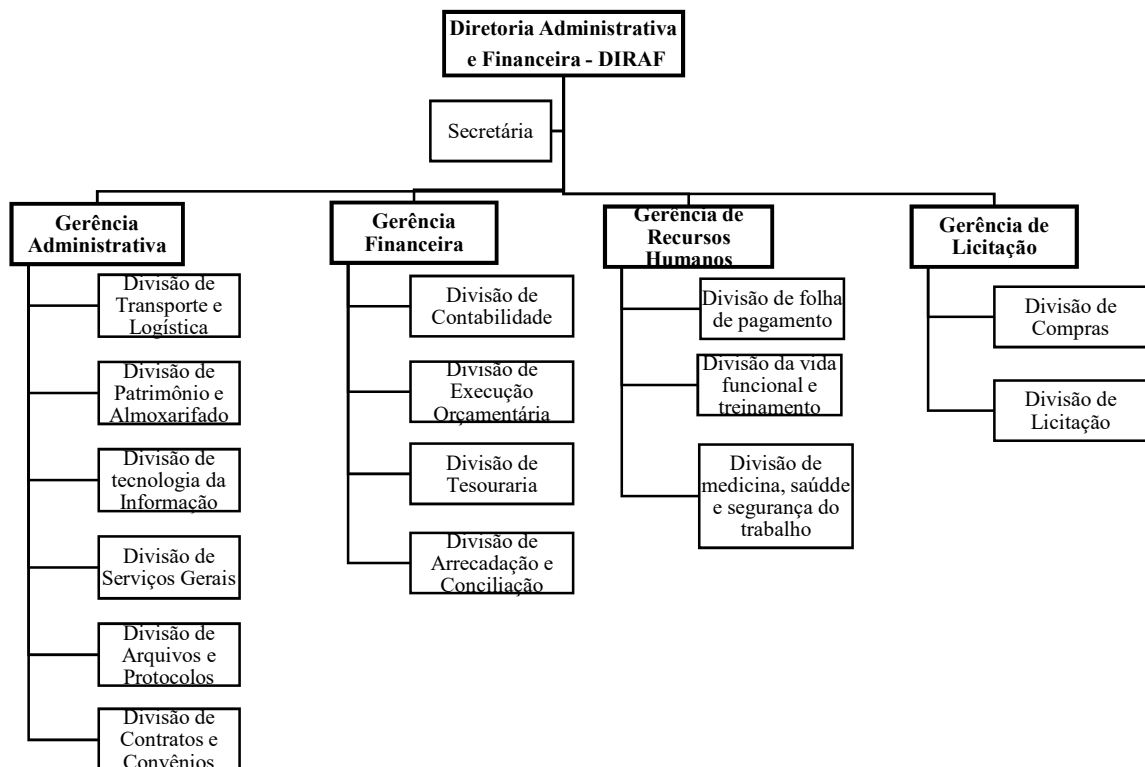 Diretoria Administrativa
e Financeira - DIRAF
Secretária
Gerência
Administrativa
Divisão de
Transporte e
Logística
Divisão de
Patrimônio e
Almoxarifado
Divisão de
tecnologia da
Informação
Divisão de
Serviços Gerais
Divisão de
Arquivos e
Protocolos
Divisão de
Contratos e
Convênios
Gerência
Financeira
Divisão de
Contabilidade
Divisão de
Execução
Orçamentária
Divisão de
Tesouraria
Divisão de
Arrecadação e
Conciliação
Gerência de
Recursos
Humanos
Divisão de folha
de pagamento
Divisão da vida
funcional e
treinamento
Divisão de
medicina, saúdde
e segurança do
trabalho
Gerência de
Licitação
Divisão de
Compras
Divisão de
Licitação